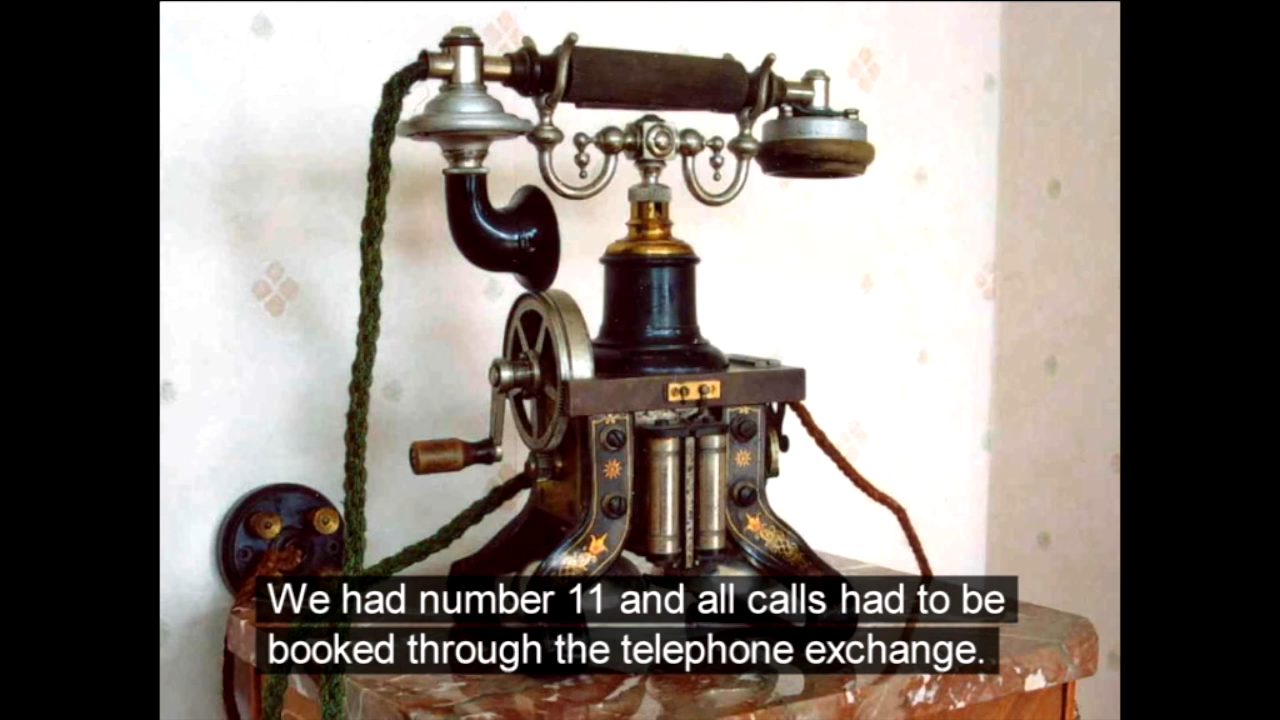 We had number 11 and all calls had to be
booked through the telephone exchange.